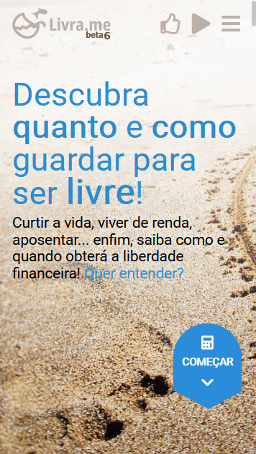 Livra.me
beta6
Descubra
quanto e como
guardar para
ser livre!
Curtir a vida, viver de renda,
aposentar... enfim, saiba como e
quando obterá a liberdade
financeira! Quer entender?
COMEÇAR